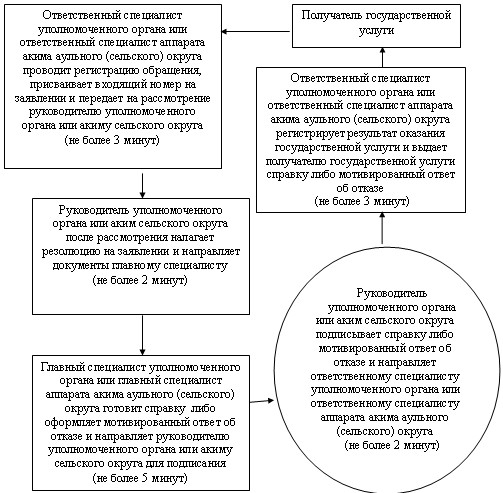 Получатель государственной
услуги
Ответственный специалист
уполномоченного органа или
ответственный специалист аппарата
акима аульного (сельского) округа
проводит регистрацию обращения,
присваивает входящий номер на
заявлении и передает на рассмотрение
руководителю уполномоченного
органа или акиму сельского округа
(не более 3 минут)
Руководитель уполномоченного
органа или аким сельского округа
после рассмотрения налагает
резолюцию на заявлении и направляет
документы главному специалисту
(не более 2 минут)
Главный специалист уполномоченного
органа или главный специалист
аппарата акима аульного (сельского)
округа готовит справку либо
оформляет мотивированный ответ об
отказе и направляет руководителю
уполномоченного органа или акиму
сельского округа для подписания
(не более 5 минут)
Руководитель
уполномоченного органа
или аким сельского округа
подписывает справку либо
мотивированный ответ об
отказе и направляет
ответственному специалисту
уполномоченного органа или
ответственному специалисту
аппарата акима аульного
(сельского) округа
(не более 2 минут)
Ответственный специалист
уполномоченного органа или
ответственный специалист аппарата
акима аульного (сельского) округа
регистрирует результат оказания
государственной услуги и выдает
получателю государственной услуги
справку либо мотивированный ответ
об отказе
(не более 3 минут)